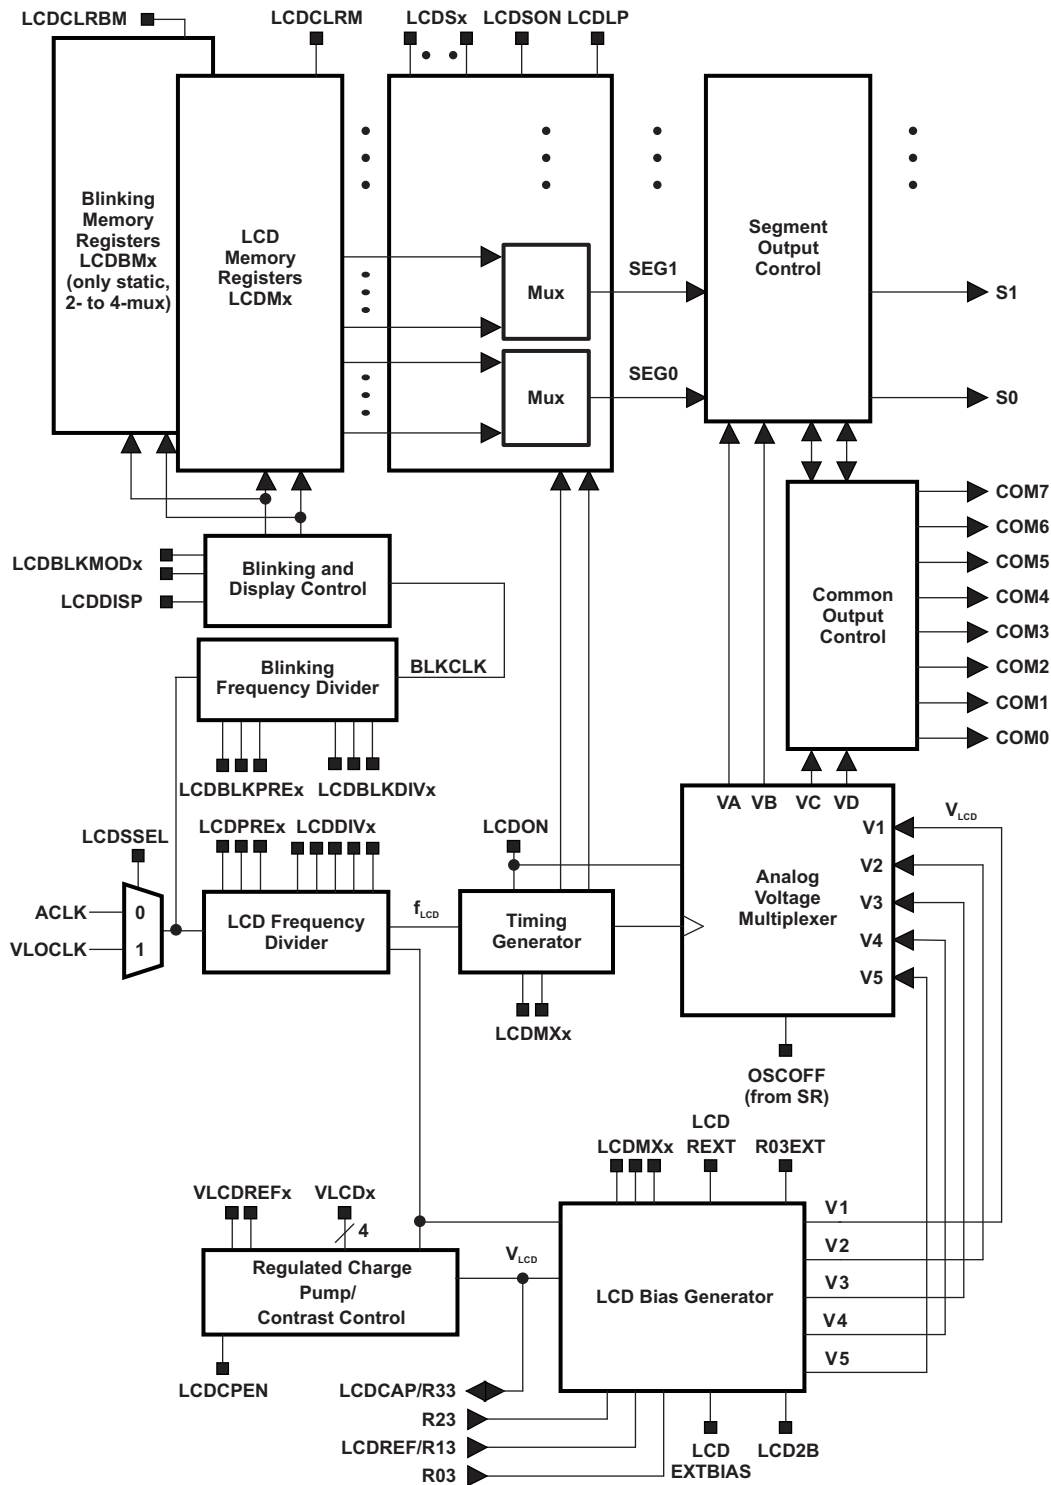 LCDCLRBM
LCDCLRM
LCDSx
LCDSON
LCDLP
Blinking
Memory
Registers
LCDBMx
(only static,
2- to 4-mux)
LCD
Memory
Registers
LCDMx
Mux
Mux
SEG1
SEG0
Segment
Output
Control
S1
S0
LCDBLKMODx
LCDDISP
Blinking and
Display Control
Common
Output
Control
COM7
COM6
COM5
COM4
COM3
COM2
COM1
COM0
Blinking
Frequency Divider
BLKCLK
LCDBLKPREx
LCDBLKDIVx
LCDSSEL
ACLK
VLOCLK
0
1
LCDPREx
LCDDIVx
LCD Frequency
Divider
fLCD
LCDON
Timing
Generator
LCDMXx
VA
VB
VC
VD
Analog
Voltage
Multiplexer
V1
V2
V3
V4
V5
VLCD
OSCOFF
(from SR)
VLCDREFx
VLCDx
4
Regulated Charge
Pump/
Contrast Control
LCDCPEN
VLCD
LCDMXx
LCD
REXT
R03EXT
LCD Bias Generator
V1
V2
V3
V4
V5
LCDCAP/R33
R23
LCDREF/R13
R03
LCD
EXTBIAS
LCD2B